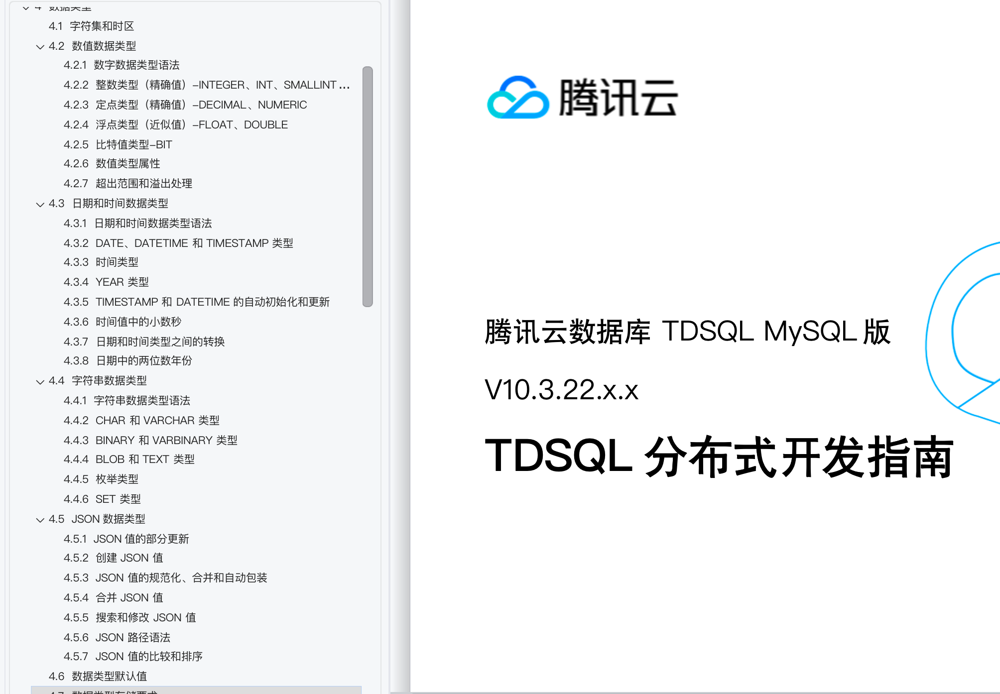 4 数据类型
4.1 字符集和时区
4.2 数值数据类型
4.2.1 数字数据类型语法
4.2.2 整数类型（精确值）-INTEGER、INT、SMALLINT...
4.2.3 定点类型（精确值）-DECIMAL、NUMERIC
4.2.4 浮点类型（近似值）-FLOAT、DOUBLE
4.2.5 比特值类型-BIT
4.2.6 数值类型属性
4.2.7 超出范围和溢出处理
4.3 日期和时间数据类型
4.3.1 日期和时间数据类型语法
4.3.2 DATE、DATETIME 和 TIMESTAMP 类型
4.3.3 时间类型
4.3.4 YEAR 类型
4.3.5 TIMESTAMP 和 DATETIME 的自动初始化和更新
4.3.6 时间值中的小数秒
4.3.7 日期和时间类型之间的转换
4.3.8 日期中的两位数年份
4.4 字符串数据类型
4.4.1 字符串数据类型语法
4.4.2 CHAR 和 VARCHAR 类型
4.4.3 BINARY 和 VARBINARY 类型
4.4.4 BLOB 和 TEXT 类型
4.4.5 枚举类型
4.4.6 SET 类型
4.5 JSON 数据类型
4.5.1 JSON 值的部分更新
4.5.2 创建 JSON 值
4.5.3 JSON 值的规范化、合并和自动包装
4.5.4 合并 JSON 值
4.5.5 搜索和修改 JSON 值
4.5.6 JSON 路径语法
4.5.7 JSON 值的比较和排序
4.6 数据类型默认值
4.7 数据类型存储要求
腾讯云
腾讯云数据库 TDSQL MySQL 版
V10.3.22.x.x
TDSQL 分布式开发指南